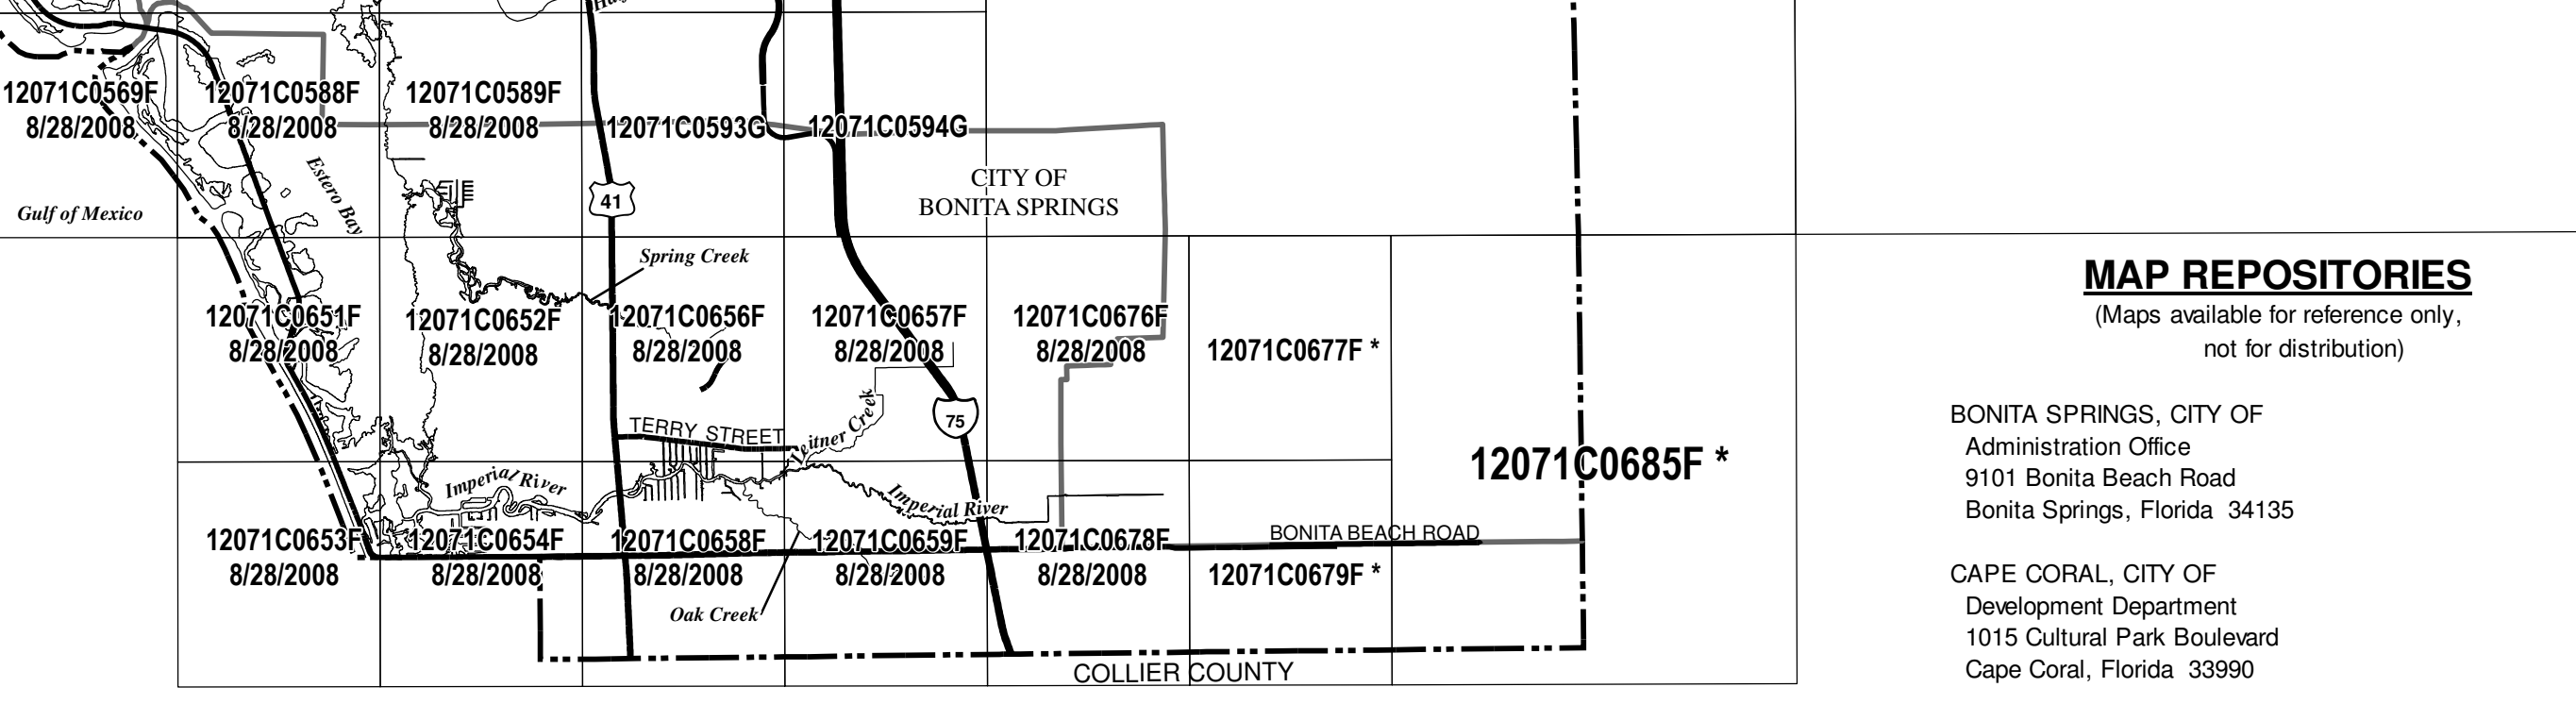 12071C0569F
8/28/2008
12071C0588F
8/28/2008
12071C0589F
8/28/2008
12071C0593G
12071C0594G
CITY OF
BONITA SPRINGS
Estero Bay
Gulf of Mexico
41
Spring Creek
12071C0651F
8/28/2008
12071C0652F
8/28/2008
12071C0656F
8/28/2008
12071C0657F
8/28/2008
12071C0676F
8/28/2008
12071C0677F *
75
TERRY STREET
Leitner Creek
12071C0685F *
Imperial River
Imperial River
12071C0653F
8/28/2008
12071C0654F
8/28/2008
12071C0658F
8/28/2008
12071C0659F
8/28/2008
12071C0678F
8/28/2008
BONITA BEACH ROAD
12071C0679F *
Oak Creek
COLLIER COUNTY
MAP REPOSITORIES
(Maps available for reference only,
not for distribution)
BONITA SPRINGS, CITY OF
Administration Office
9101 Bonita Beach Road
Bonita Springs, Florida 34135
CAPE CORAL, CITY OF
Development Department
1015 Cultural Park Boulevard
Cape Coral, Florida 33990